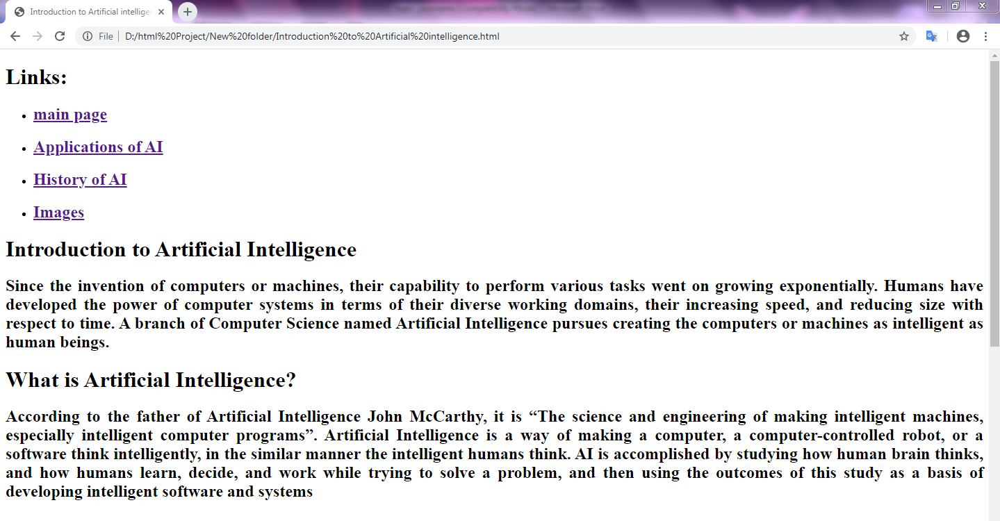 Introduction to Artificial intelligen
File
D:/html%20Project/New%20folder/Introduction%20to%20Artificial%20intelligence.html
Links:
main page
Applications of AI
History of AI
Images
Introduction to Artificial Intelligence
Since the invention of computers or machines, their capability to perform various tasks went on growing exponentially. Humans have
developed the power of computer systems in terms of their diverse working domains, their increasing speed, and reducing size with
respect to time. A branch of Computer Science named Artificial Intelligence pursues creating the computers or machines as intelligent as
human beings.
What is Artificial Intelligence?
According to the father of Artificial Intelligence John McCarthy, it is “The science and engineering of making intelligent machines,
especially intelligent computer programs”. Artificial Intelligence is a way of making a computer, a computer-controlled robot, or a
software think intelligently, in the similar manner the intelligent humans think. AI is accomplished by studying how human brain thinks,
and how humans learn, decide, and work while trying to solve a problem, and then using the outcomes of this study as a basis of
developing intelligent software and systems